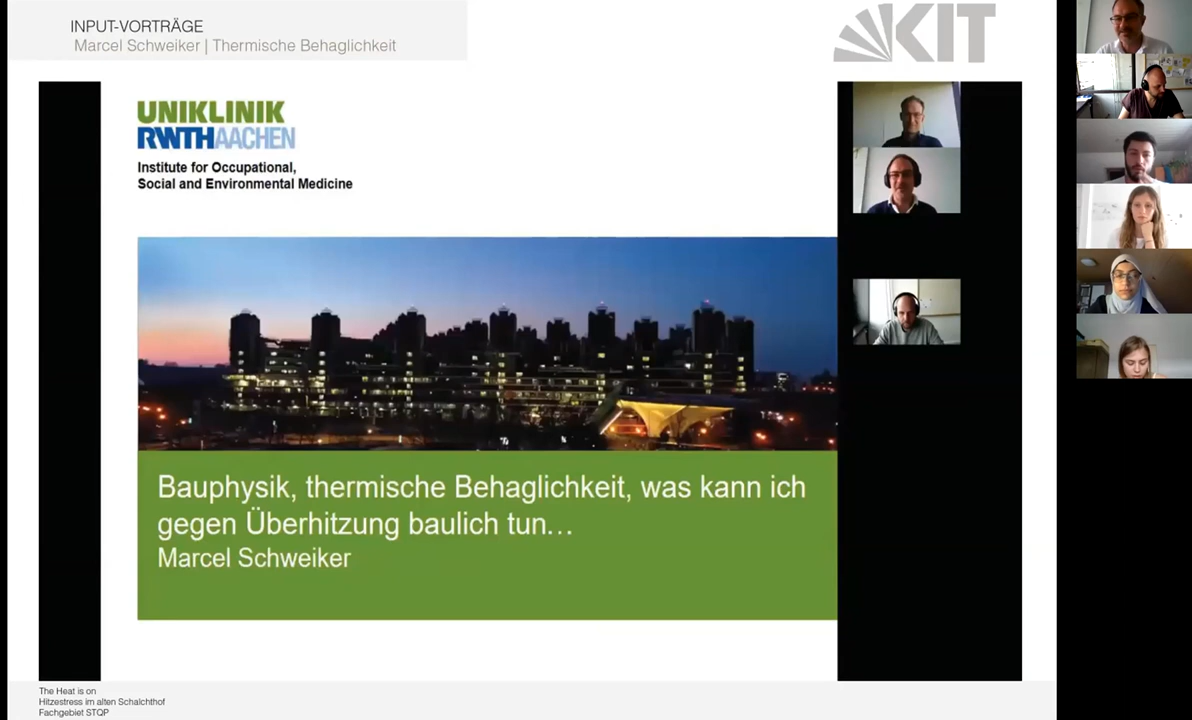 INPUT-VORTRÄGE
Marcel Schweiker | Thermische Behaglichkeit
KIT
UNIKLINIK
RWTHAACHEN
Institute for Occupational,
Social and Environmental Medicine
Bauphysik, thermische Behaglichkeit, was kann ich
gegen Überhitzung baulich tun…
Marcel Schweiker
The Heat is on
Hitzestress im alten Schalchthof
Fachgebiet STQP